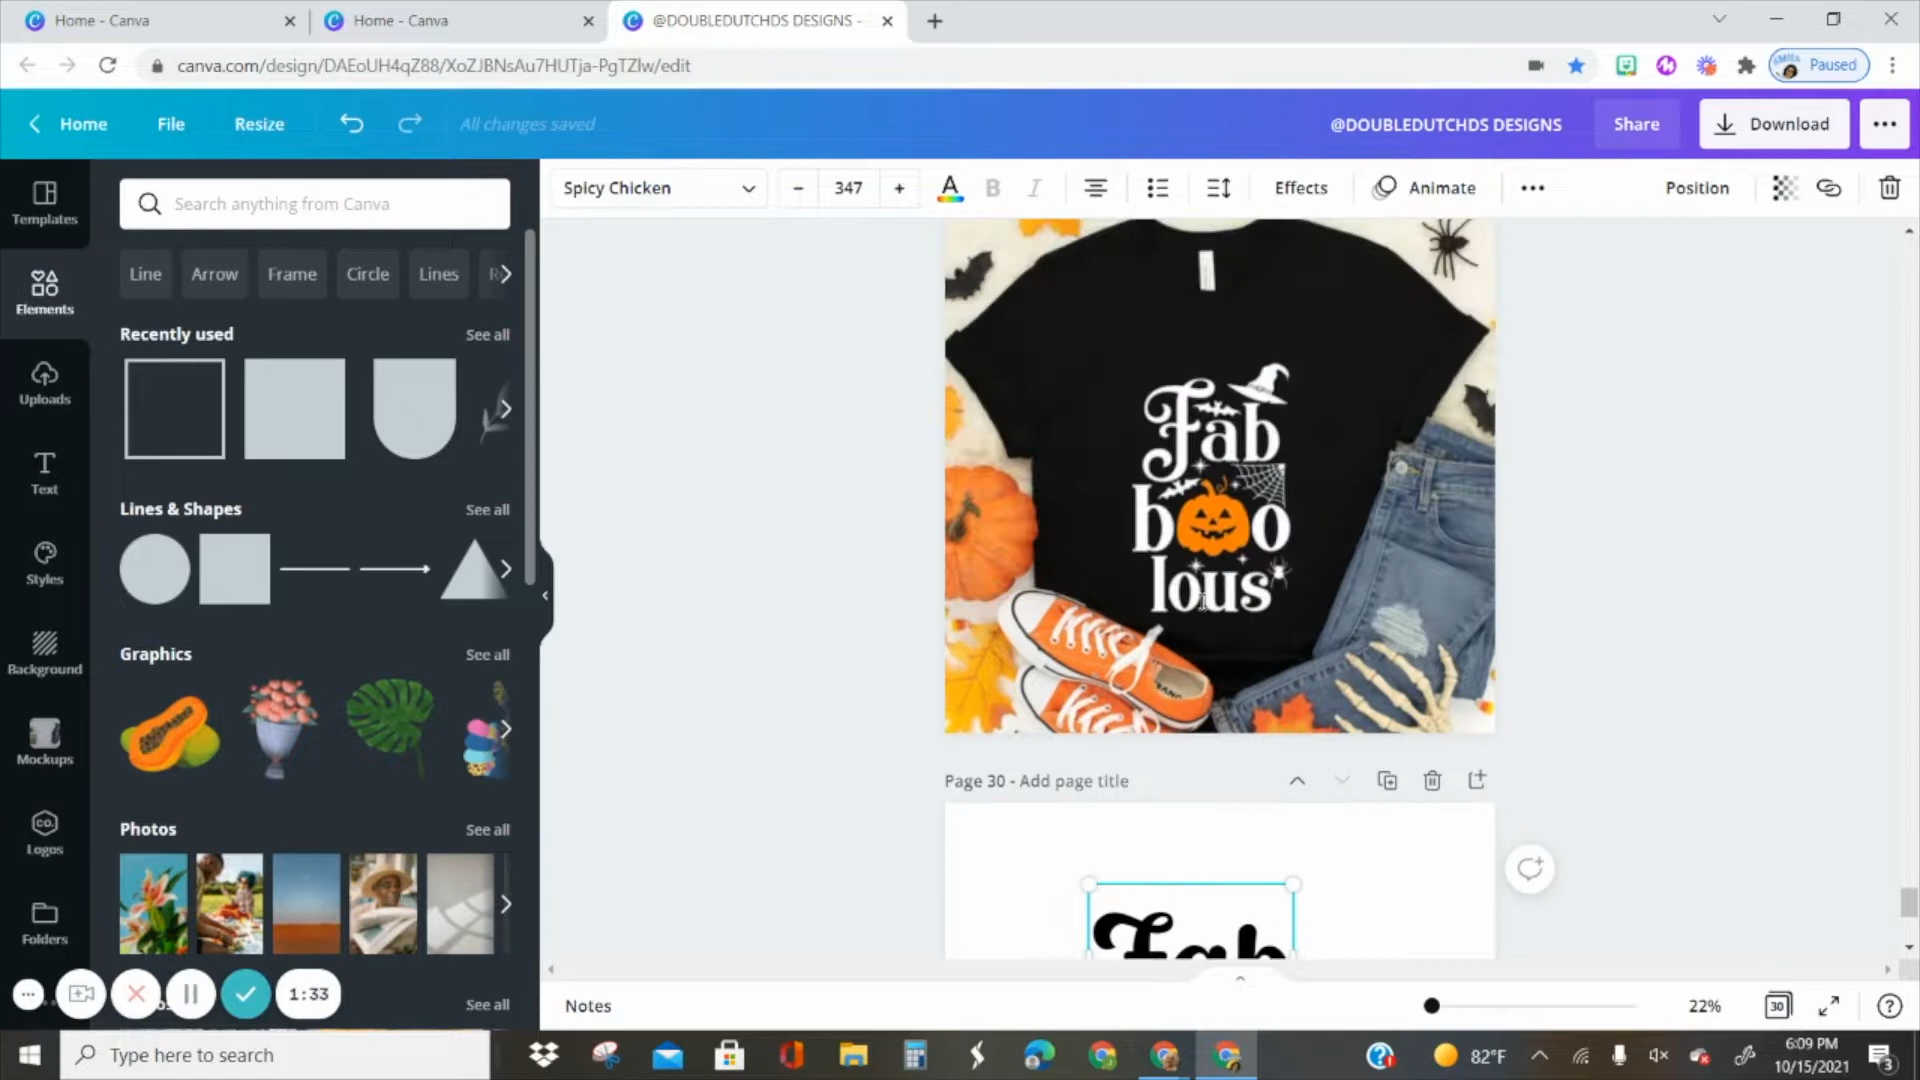 Home - Canva
Home - Canva
@DOUBLEDUTCHDS DESIGNS -
canva.com/design/DAEoUH4qZ88/XoZJBNsAu7HUTja-PgTZlw/edit
Paused
Home
File
Resize
All changes saved
@DOUBLEDUTCHDS DESIGNS
Share
Download
Templates
Elements
Uploads
Text
Styles
Background
Mockups
CO.
Logos
Folders
Search anything from Canva
Line
Arrow
Frame
Circle
Lines
Recently used
See all
Lines & Shapes
See all
Graphics
See all
Photos
See all
See all
1:33
Spicy Chicken
347
A
B
I
Effects
Animate
Position
Fab
boo
lous
Page 30 - Add page title
Fab
Notes
22%
30
Type here to search
82°F
6:09 PM
10/15/2021
3